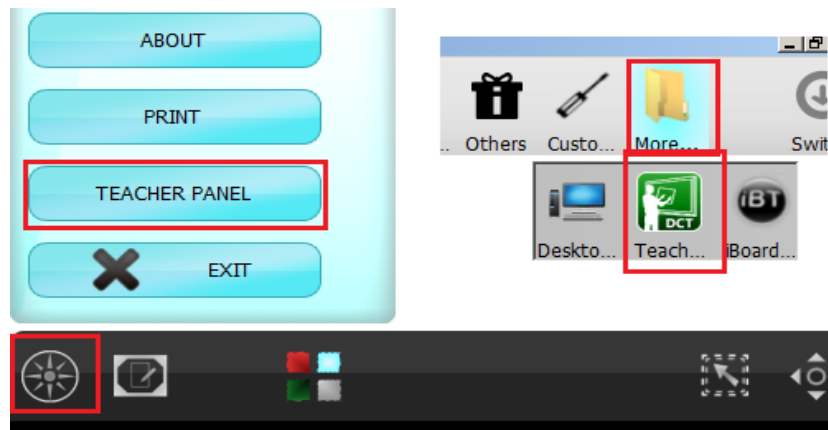 ABOUT
PRINT
TEACHER PANEL
EXIT
.. Others Custo... More... Swit
DCT iBT
Deskto... Teach... iBoard...